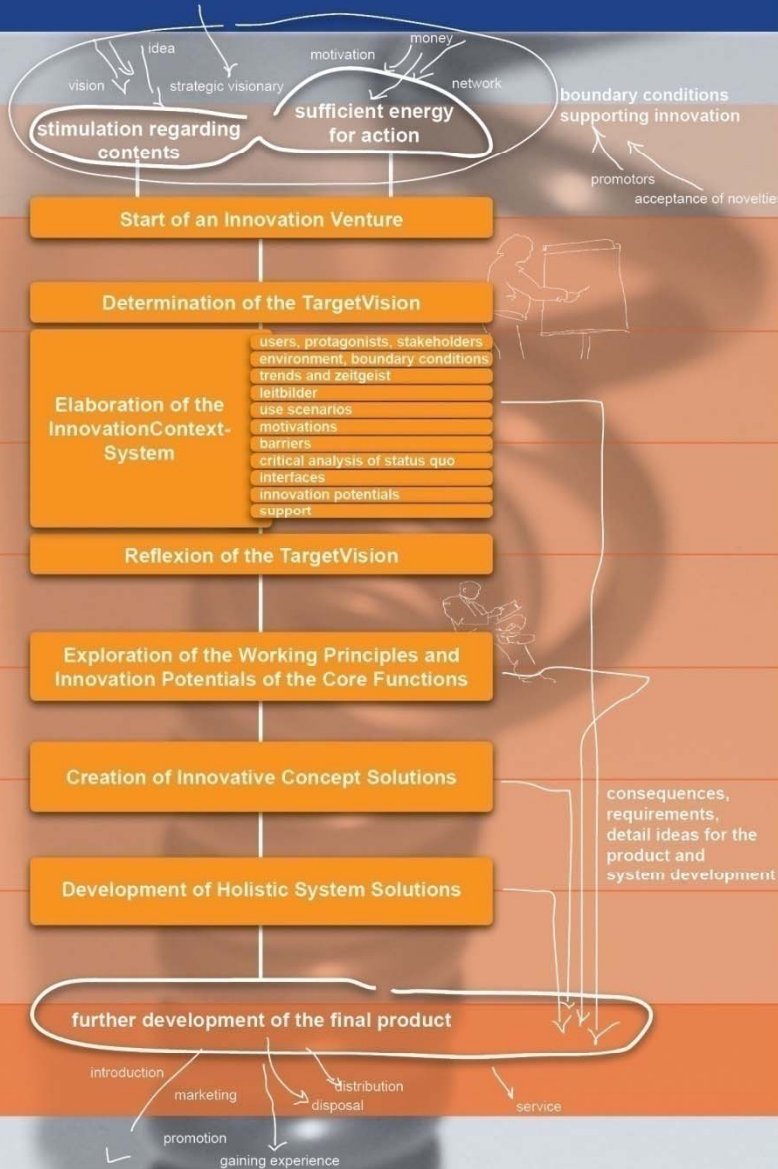 idea
money
motivation
vision
strategic visionary
network
boundary conditions
supporting innovation
stimulation regarding
contents
sufficient energy
for action
promotors
acceptance of noveltie
Start of an Innovation Venture
Determination of the TargetVision
Elaboration of the
InnovationContext-
System
users, protagonists, stakeholders
environment, boundary conditions
trends and zeitgeist
leitbilder
use scenarios
motivations
barriers
critical analysis of status quo
interfaces
innovation potentials
support
Reflexion of the TargetVision
Exploration of the Working Principles and
Innovation Potentials of the Core Functions
Creation of Innovative Concept Solutions
consequences,
requirements,
detail ideas for the
product and
system development
Development of Holistic System Solutions
further development of the final product
introduction
marketing
distribution
disposal
service
promotion
gaining experience